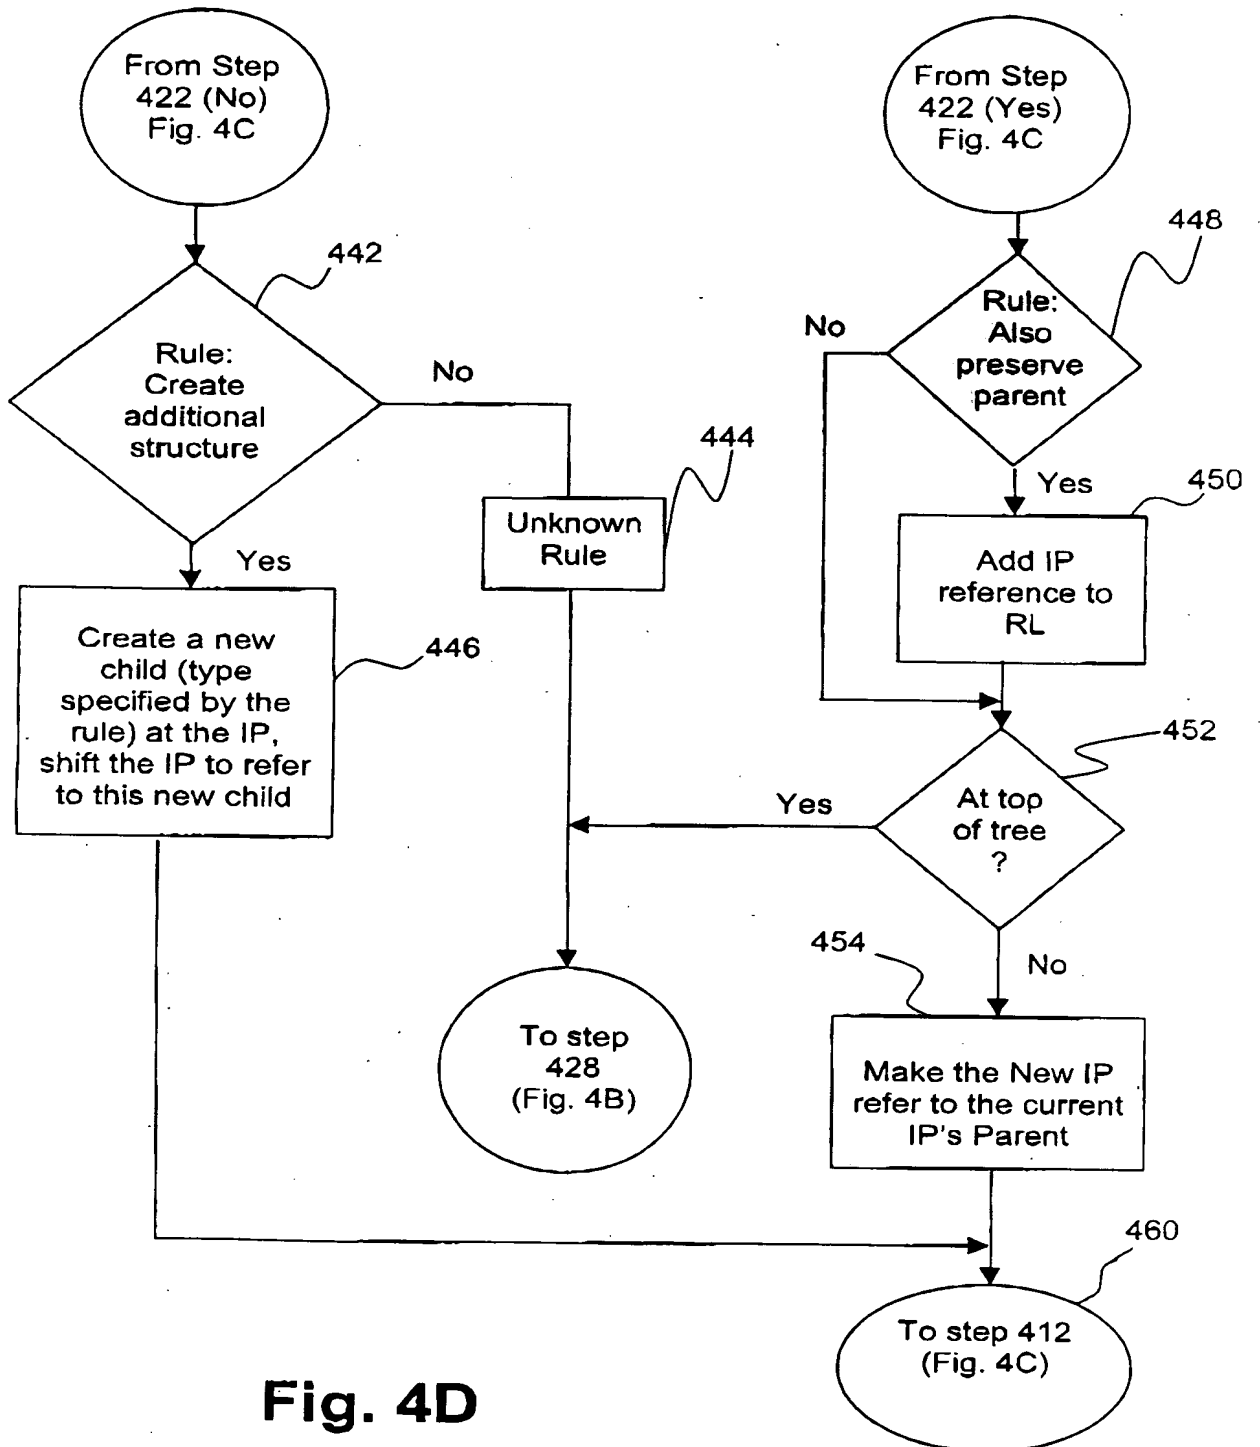 From Step
422 (No)
Fig. 4C
442
Rule:
Create
additional
structure
No
444
Unknown
Rule
Yes
Create a new
child (type
specified by the
rule) at the IP,
shift the IP to refer
to this new child
446
From Step
422 (Yes)
Fig. 4C
448
Rule:
Also
preserve
parent
No
Yes
450
Add IP
reference to
RL
452
At top
of tree
?
Yes
No
454
To step
428
(Fig. 4B)
Make the New IP
refer to the current
IP's Parent
460
To step 412
(Fig. 4C)
Fig. 4D